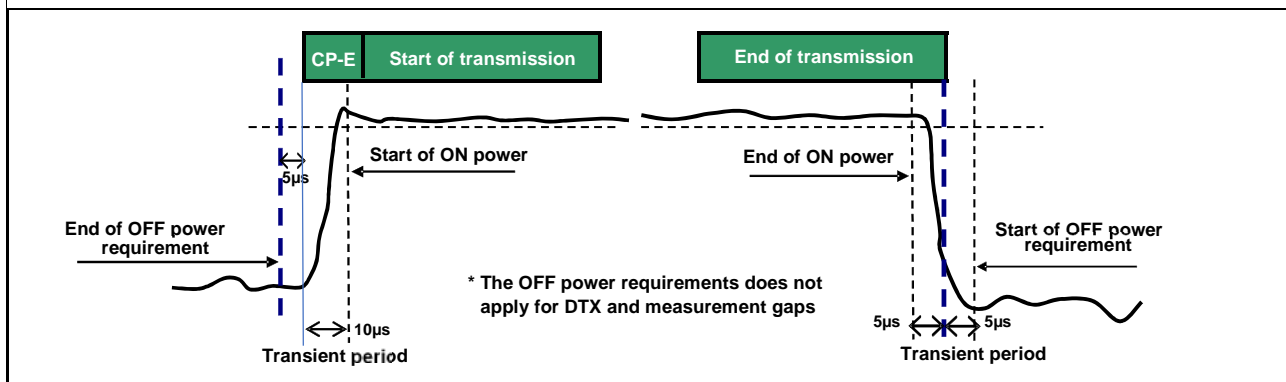 CP-E
Start of transmission
End of transmission
Start of ON power
End of ON power
5µs
End of OFF power
requirement
Start of OFF power
requirement
* The OFF power requirements does not
apply for DTX and measurement gaps
10µs
5µs
5µs
Transient period
Transient period